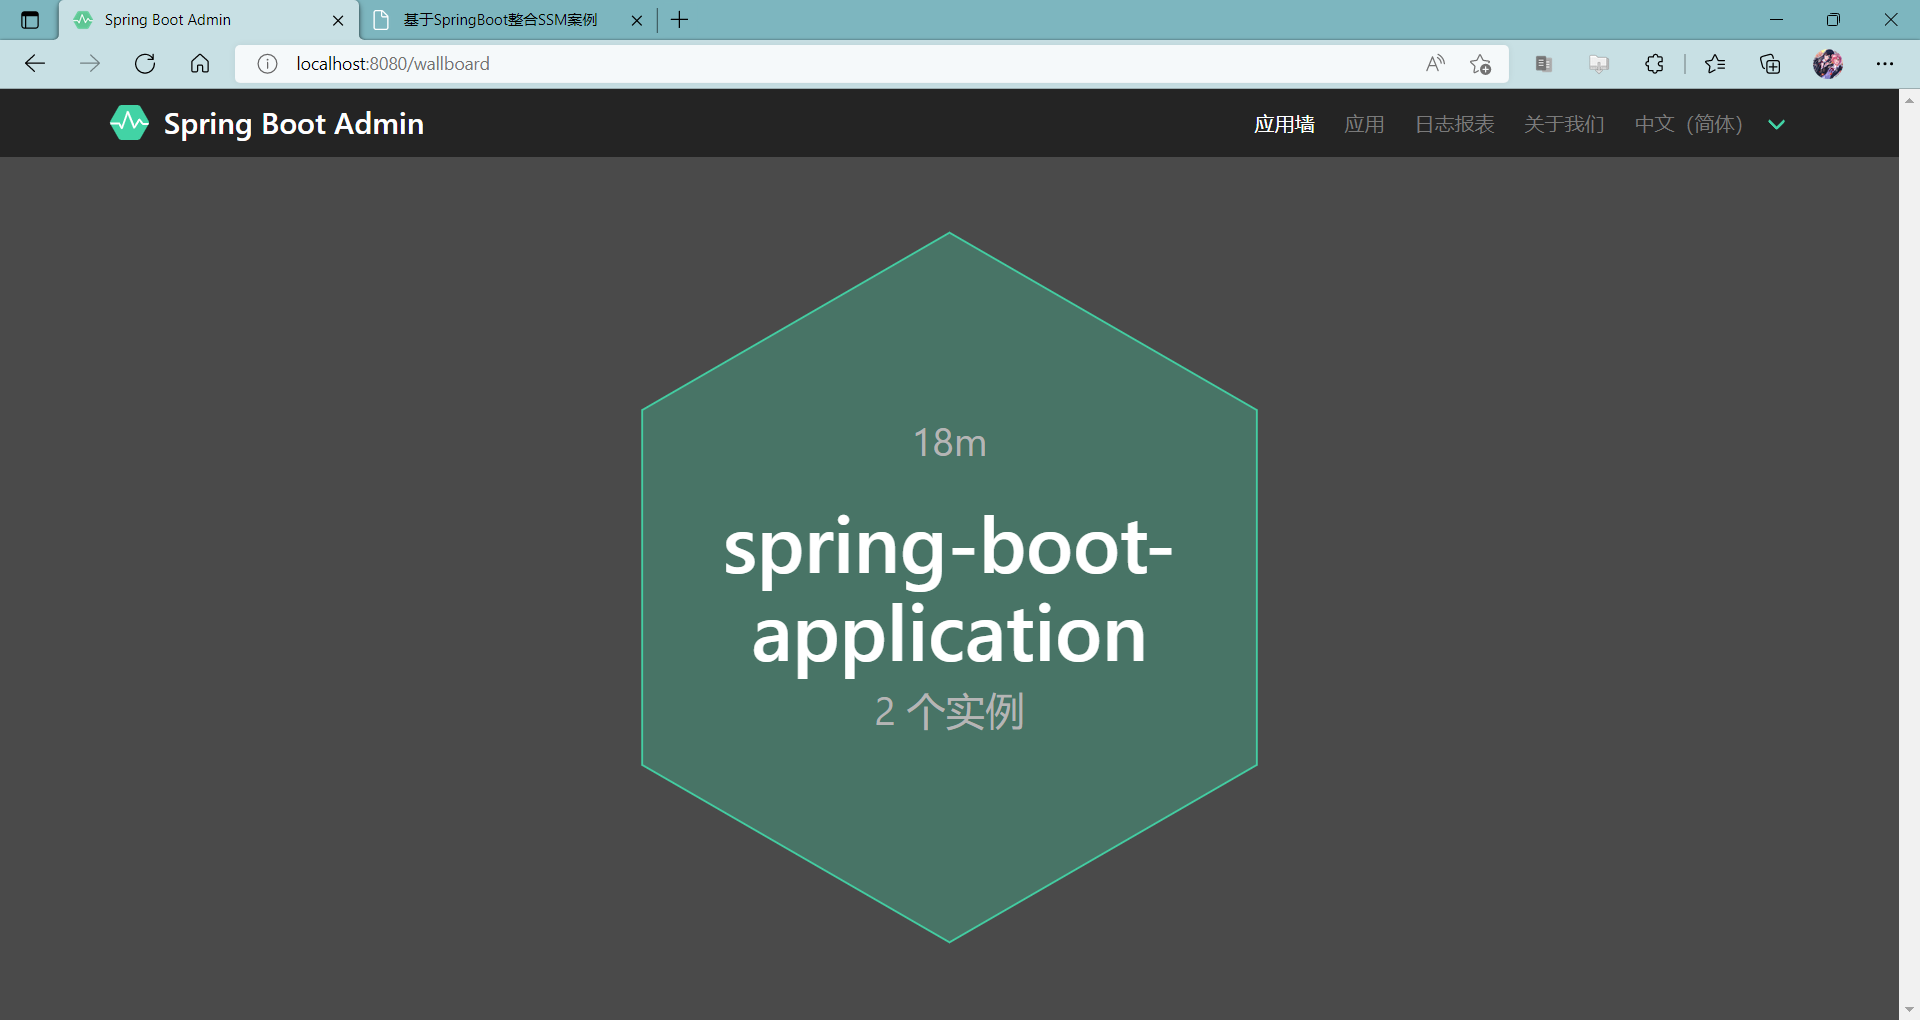 Spring Boot Admin
基于SpringBoot整合SSM案例
localhost:8080/wallboard
Spring Boot Admin
应用墙
应用
日志报表
关于我们
中文（简体）
18m
spring-boot-
application
2 个实例